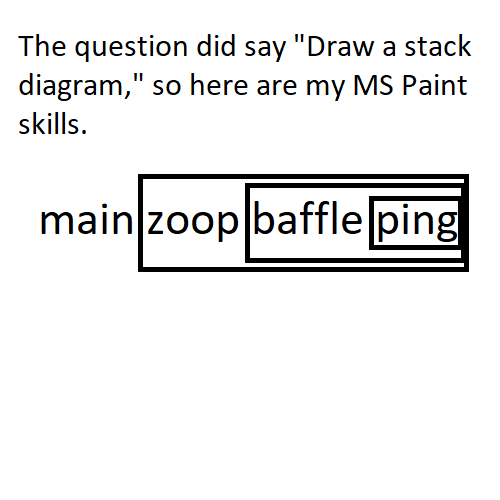 The question did say "Draw a stack
diagram," so here are my MS Paint
skills.
main zoop baffle ping